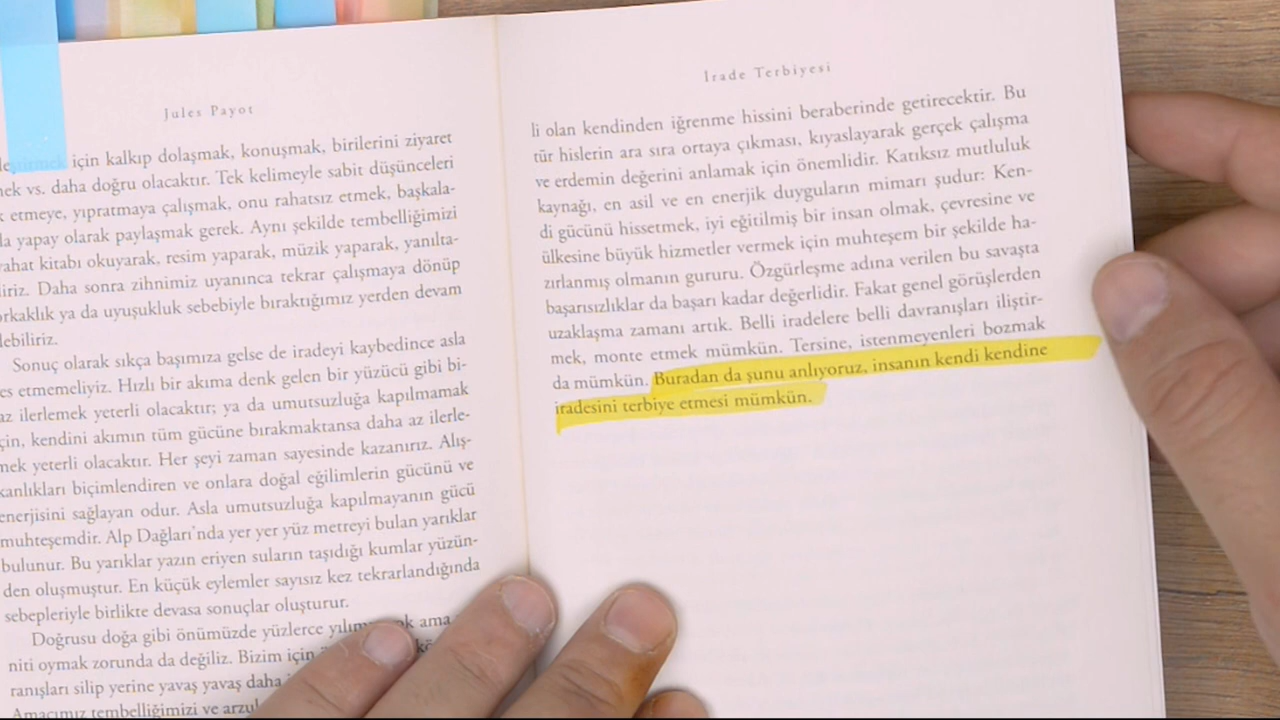 Jules Payot
için kalkıp dolaşmak, konuşmak, birilerini ziyaret
vs. daha doğru olacaktır. Tek kelimeyle sabit düşünceleri
etmeye, yıpratmaya çalışmak, onu rahatsız etmek, başkala-
yapay olarak paylaşmak gerek. Aynı şekilde tembelliğimizi
kitabı okuyarak, resim yaparak, müzik yaparak, yanılta-
Daha sonra zihnimiz uyanınca tekrar çalışmaya dönüp
ya da uyuşukluk sebebiyle bıraktığımız yerden devam
Sonuç olarak sıkça başımıza gelse de iradeyi kaybedince asla
etmemeliyiz. Hızlı bir akıma denk gelen bir yüzücü gibi bi-
az ilerlemek yeterli olacaktır; ya da umutsuzluğa kapılmamak
kendini akımın tüm gücüne bırakmaktansa daha az ilerle-
mek yeterli olacaktır. Her şeyi zaman sayesinde kazanırız. Alış-
kanlıkları biçimlendiren ve onlara doğal eğilimlerin gücünü ve
enerjisini sağlayan odur. Asla umutsuzluğa kapılmayanın gücü
muhteşemdir. Alp Dağları'nda yer yer yüz metreyi bulan yarıklar
bulunur. Bu yarıklar yazın eriyen suların taşıdığı kumlar yüzün-
den oluşmuştur. En küçük eylemler sayısız kez tekrarlandığında
sebepleriyle birlikte devasa sonuçlar oluşturur.
Doğrusu doğa gibi önümüzde yüzlerce ama
niti oymak zorunda da değiliz. Bizim için
ranışları silip yerine yavaş yavaş daha
Amacımız tembelliğimizi ve
İrade Terbiyesi
li olan kendinden iğrenme hissini beraberinde getirecektir. Bu
tür hislerin ara sıra ortaya çıkması, kıyaslayarak gerçek çalışma
ve erdemin değerini anlamak için önemlidir. Katıksız mutluluk
kaynağı, en asil ve en enerjik duyguların mimarı şudur: Ken-
di gücünü hissetmek, iyi eğitilmiş bir insan olmak, çevresine ve
ülkesine büyük hizmetler vermek için muhteşem bir şekilde ha-
zırlanmış olmanın gururu. Özgürleşme adına verilen bu savaşta
başarısızlıklar da başarı kadar değerlidir. Fakat genel görüşlerden
uzaklaşma zamanı artık. Belli iradelere belli davranışları iliştir-
mek, monte etmek mümkün. Tersine, istenmeyenleri bozmak
da mümkün. Buradan da şunu anlıyoruz, insanın kendi kendine
iradesini terbiye etmesi mümkün.